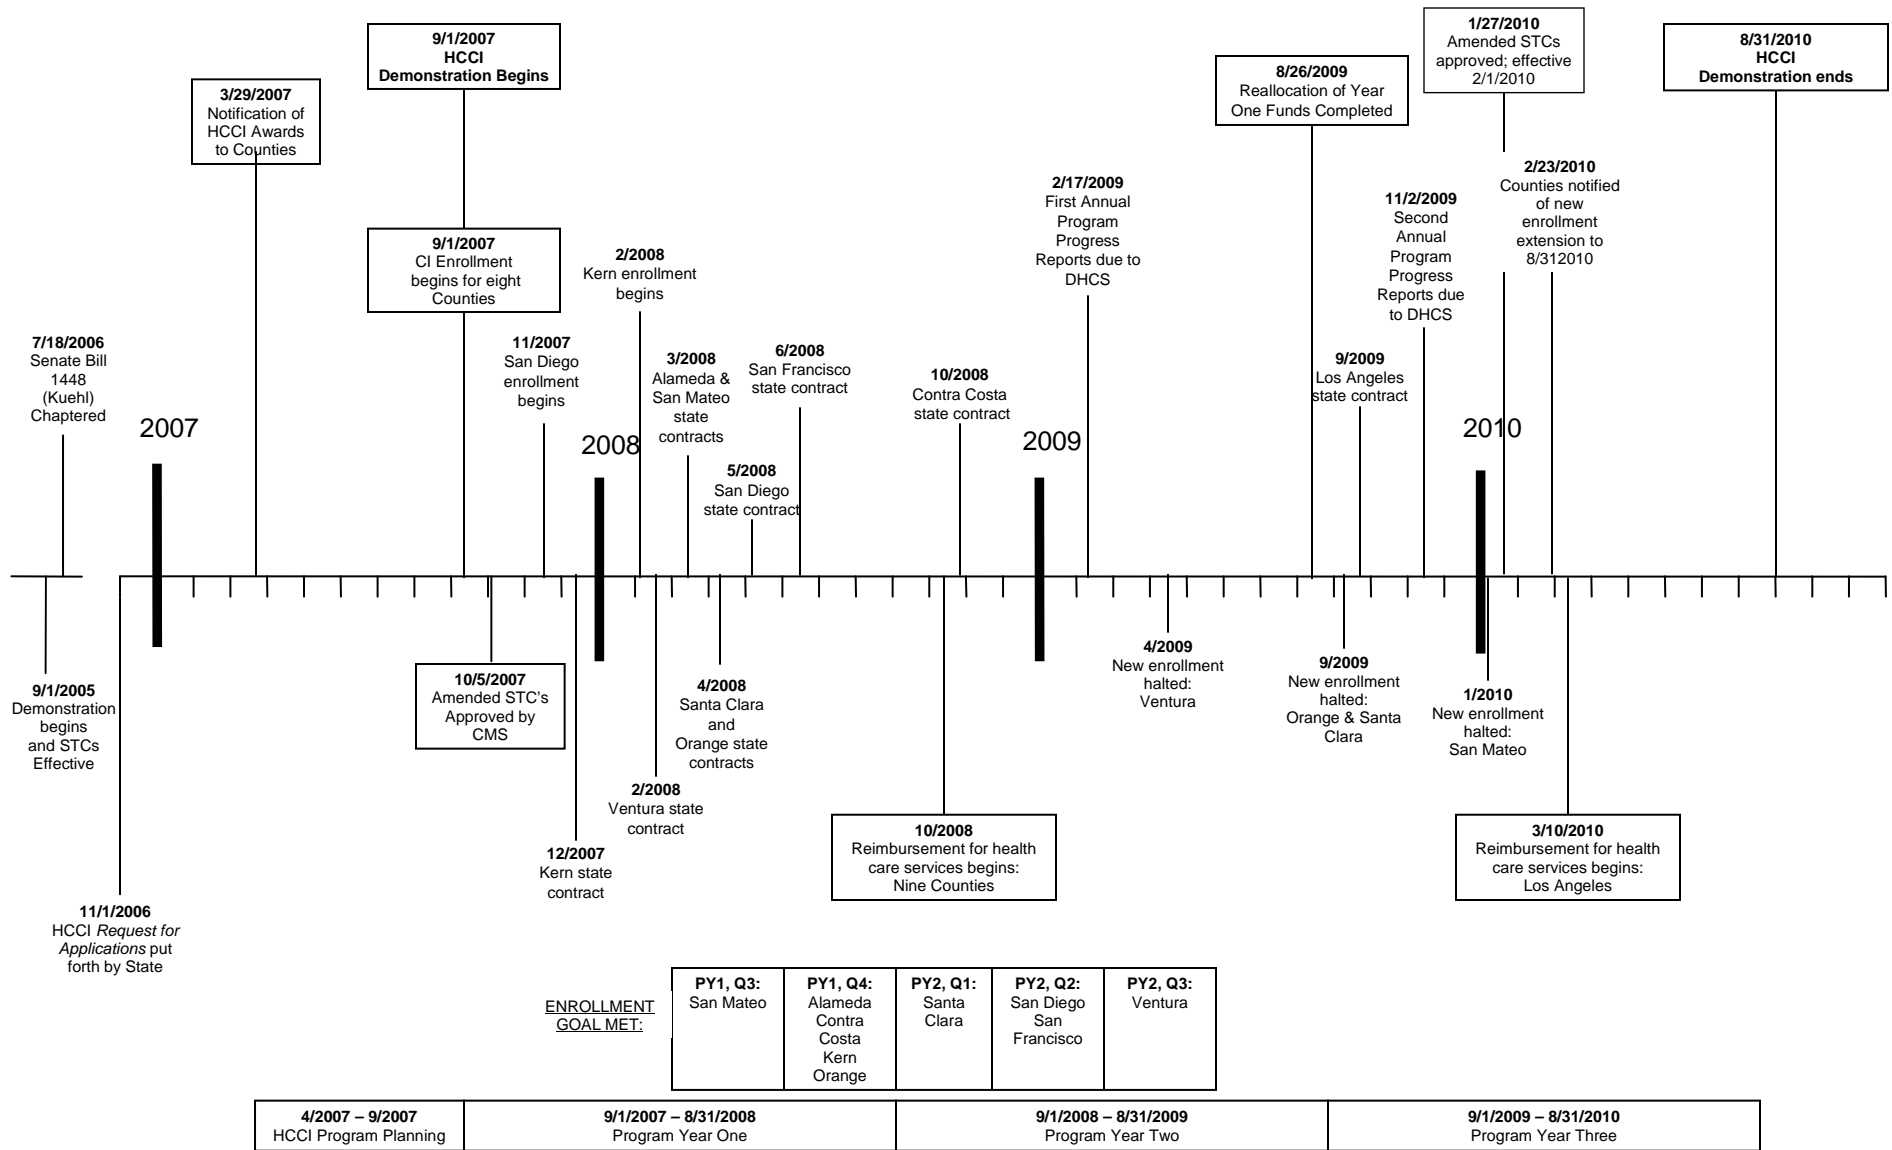 9/1/2007
HCCI
Demonstration Begins
1/27/2010
Amended STCs
approved; effective
2/1/2010
8/31/2010
HCCI
Demonstration ends
3/29/2007
Notification of
HCCI Awards
to Counties
8/26/2009
Reallocation of Year
One Funds Completed
9/1/2007
CI Enrollment
begins for eight
Counties
2/2008
Kern enrollment
begins
2/17/2009
First Annual
Program
Progress
Reports due to
DHCS
11/2/2009
Second
Annual
Program
Progress
Reports due
to DHCS
2/23/2010
Counties notified
of new
enrollment
extension to
8/312010
7/18/2006
Senate Bill
1448
(Kuehl)
Chaptered
11/2007
San Diego
enrollment
begins
3/2008
Alameda &
San Mateo
state
contracts
6/2008
San Francisco
state contract
10/2008
Contra Costa
state contract
9/2009
Los Angeles
state contract
5/2008
San Diego
state contract
2007
2008
2009
2010
9/1/2005
Demonstration
begins
and STCs
Effective
11/1/2006
HCCI Request for
Applications put
forth by State
10/5/2007
Amended STC's
Approved by
CMS
12/2007
Kern state
contract
2/2008
Ventura state
contract
4/2008
Santa Clara
and
Orange state
contracts
10/2008
Reimbursement for health
care services begins:
Nine Counties
4/2009
New enrollment
halted:
Ventura
9/2009
New enrollment
halted:
Orange & Santa
Clara
1/2010
New enrollment
halted:
San Mateo
3/10/2010
Reimbursement for health
care services begins:
Los Angeles
ENROLLMENT
GOAL MET:
PY1, Q3:
San Mateo
PY1, Q4:
Alameda
Contra
Costa
Kern
Orange
PY2, Q1:
Santa
Clara
PY2, Q2:
San Diego
San
Francisco
PY2, Q3:
Ventura
4/2007 – 9/2007
HCCI Program Planning
9/1/2007 – 8/31/2008
Program Year One
9/1/2008 – 8/31/2009
Program Year Two
9/1/2009 – 8/31/2010
Program Year Three